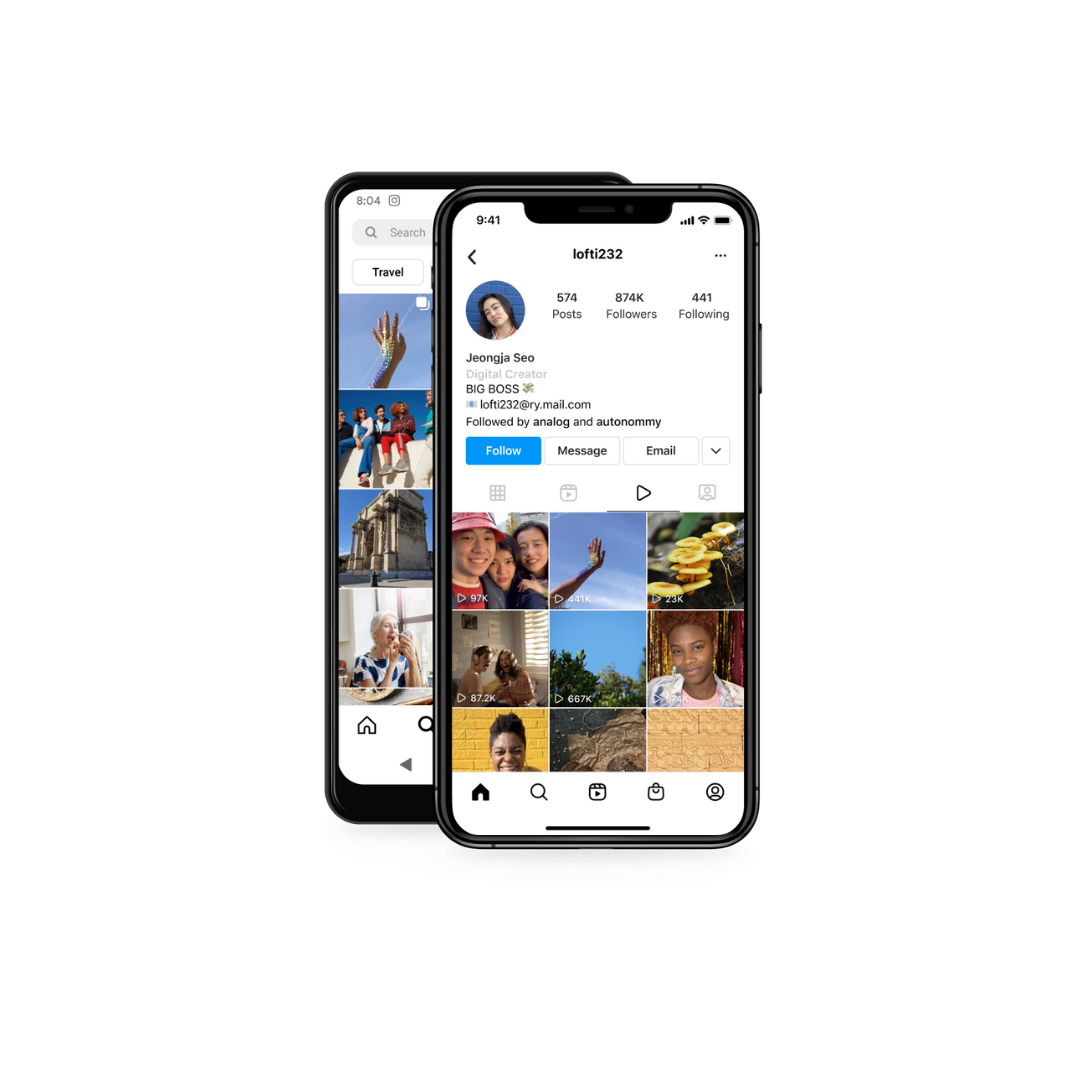 8:04
Search
Travel
9:41
lofti232
574 874K 441
Posts Followers Following
Jeongja Seo
Digital Creator
BIG BOSS 💸
📧 lofti232@ry.mail.com
Followed by analog and autonommy
Follow Message Email
97K 441K 23K
87.2K 667K